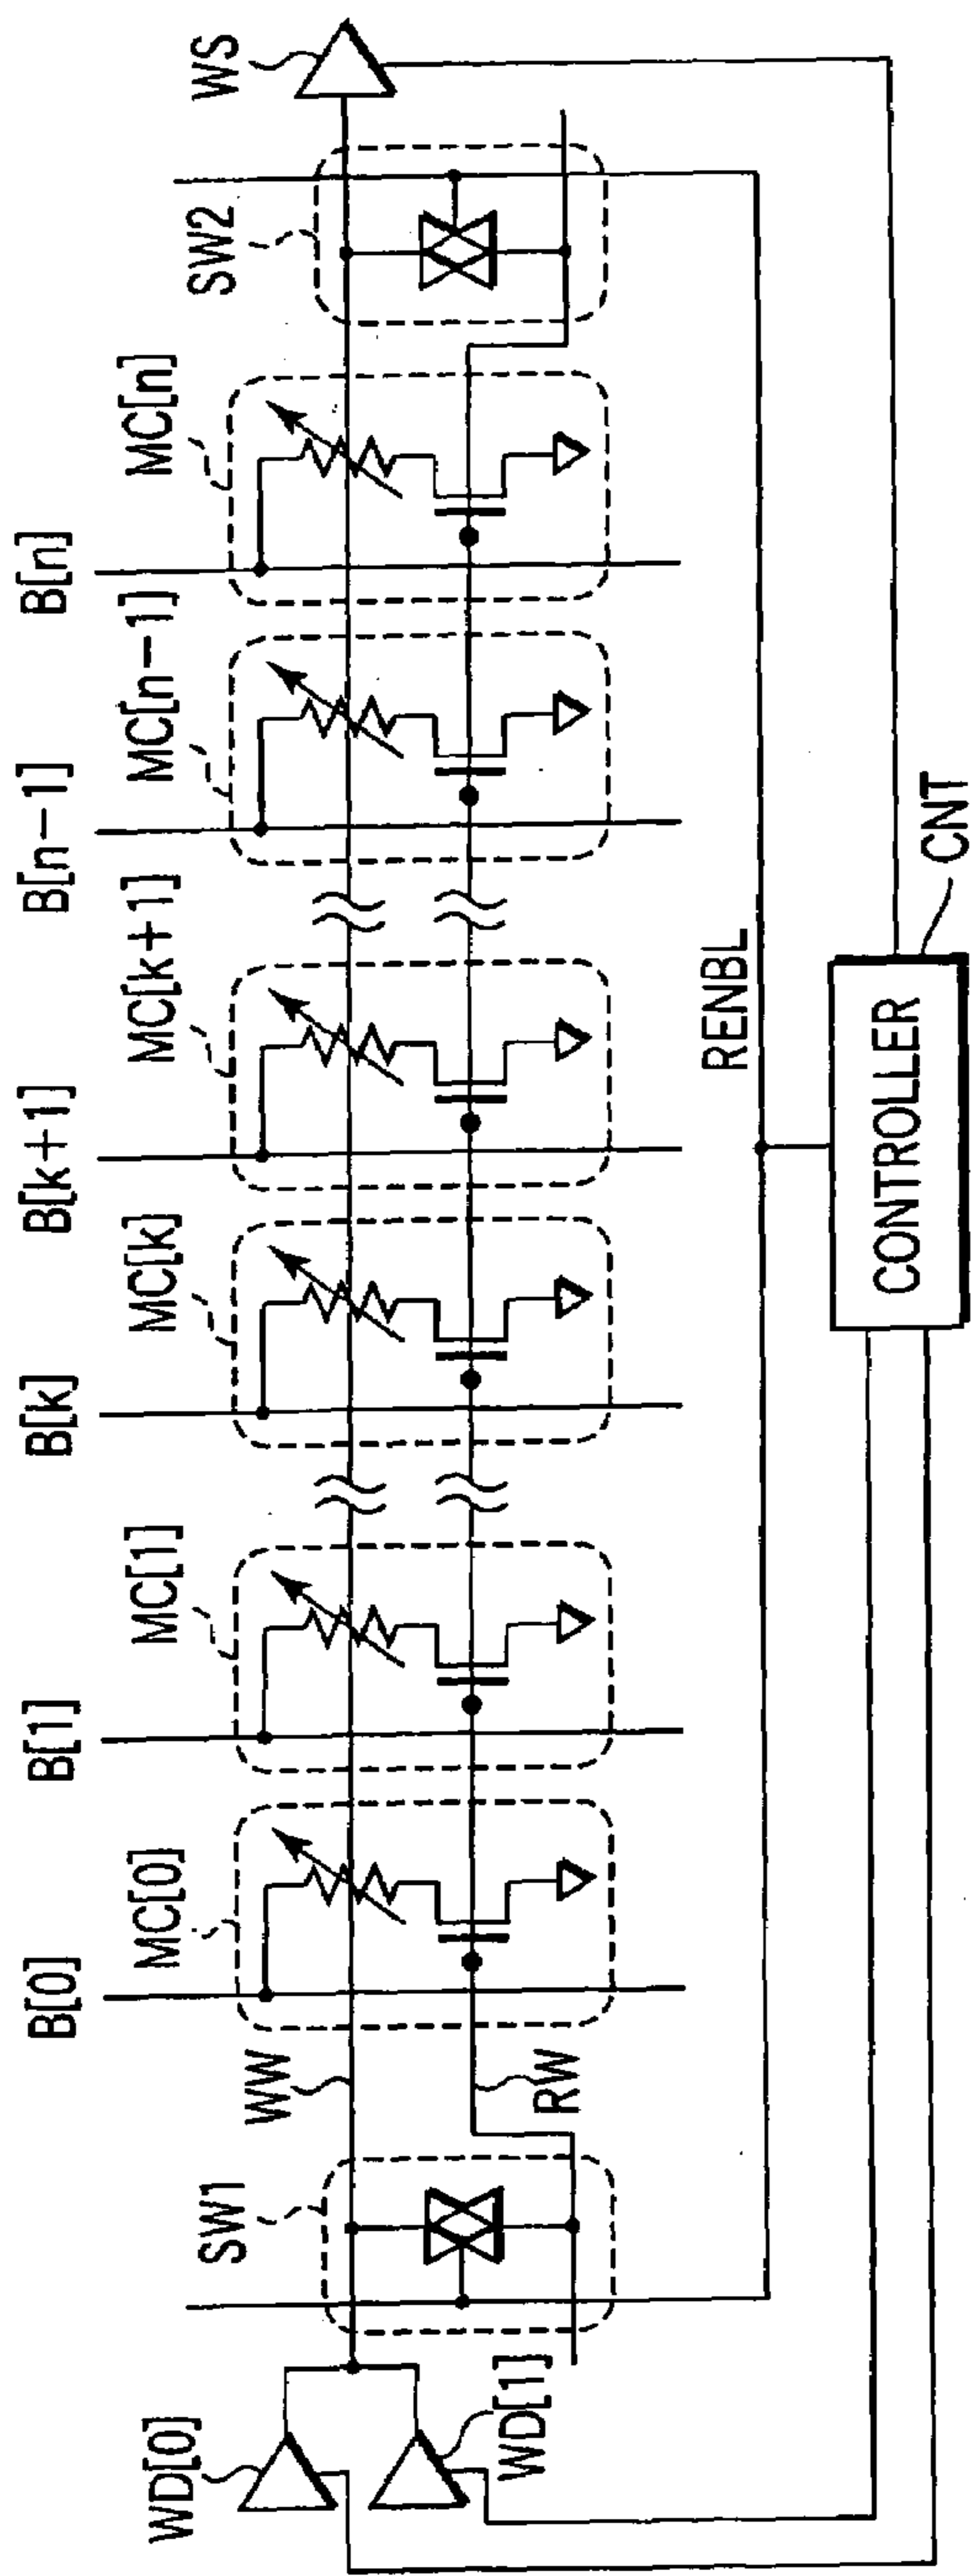 B[0]
B[1]
B[k]
B[k+1]
B[n-1]
B[n]
MC[0]
MC[1]
MC[k]
MC[k+1]
MC[n-1]
MC[n]
SW1
SW2
WS
WD[0]
WD[1]
WW
RW
RENBL
CONTROLLER
CNT